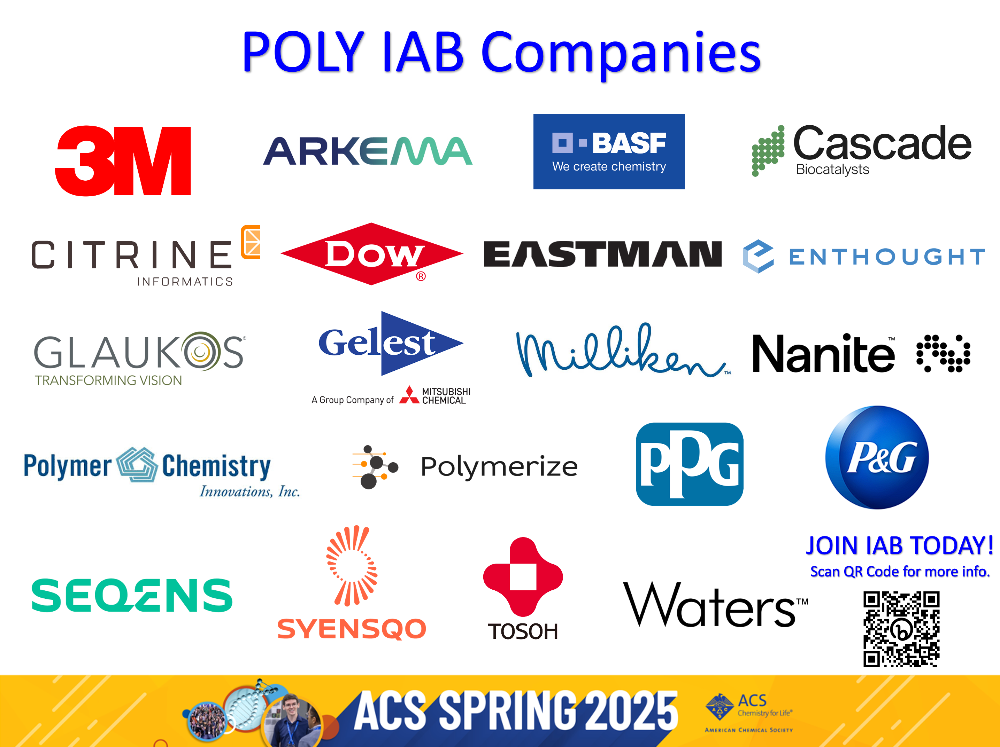 POLY IAB Companies
3M
ARKEMA
BASF
We create chemistry
Cascade
Biocatalysts
CITRINE
INFORMATICS
Dow
®
EASTMAN
ENTHOUGHT
GLAUKOS®
TRANSFORMING VISION
Gelest
A Group Company of MITSUBISHI
CHEMICAL
Milliken™
Nanite™
Polymer Chemistry
Innovations, Inc.
Polymerize
PPG
P&G
SEQENS
SYENSQO
TOSOH
Waters™
JOIN IAB TODAY!
Scan QR Code for more info.
b
ACS SPRING 2025
ACS
ACS
Chemistry for Life®
AMERICAN CHEMICAL SOCIETY